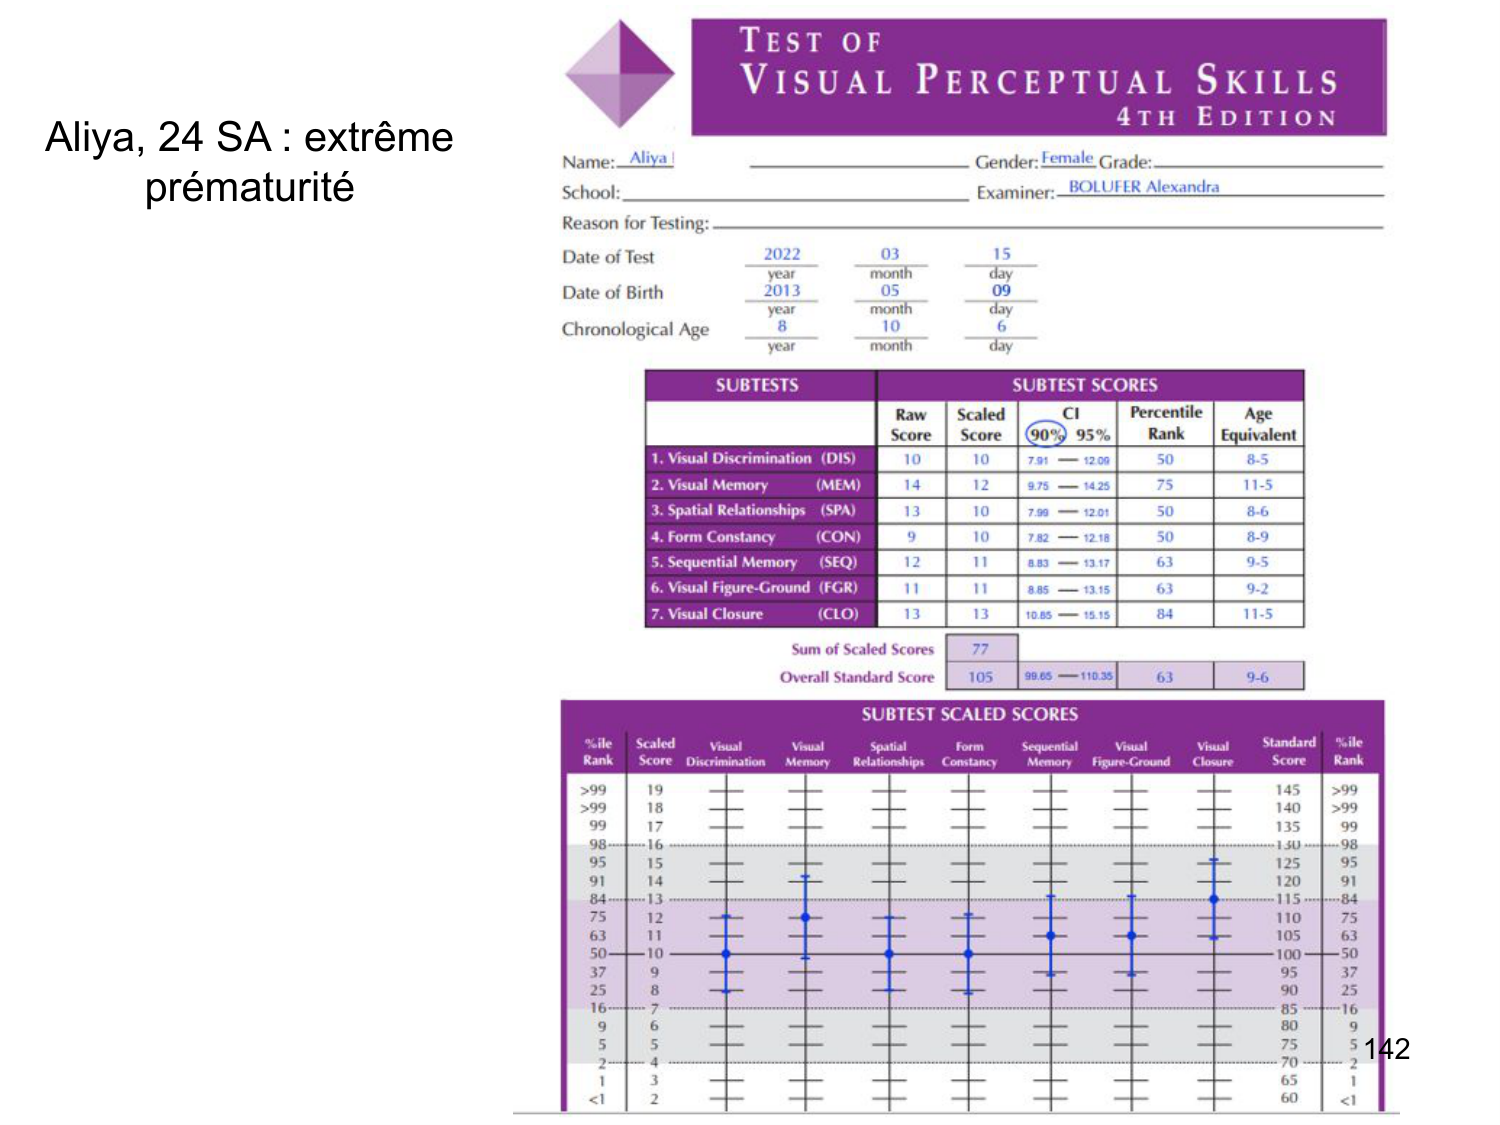 Aliya, 24 SA : extrême
prématurité
TEST OF
VISUAL PERCEPTUAL SKILLS
4TH EDITION
Name: Aliya Gender: Female Grade:
School: Examiner: BOLUFER Alexandra
Reason for Testing:
Date of Test 2022 03 15
year month day
Date of Birth 2013 05 09
year month day
Chronological Age 8 10 6
year month day
SUBTESTS SUBTEST SCORES
Raw Score Scaled Score CI 90% 95% Percentile Rank Age Equivalent
1. Visual Discrimination (DIS) 10 10 7.91 — 12.09 50 8-5
2. Visual Memory (MEM) 14 12 9.75 — 14.25 75 11-5
3. Spatial Relationships (SPA) 13 10 7.99 — 12.01 50 8-6
4. Form Constancy (CON) 9 10 7.82 — 12.18 50 8-9
5. Sequential Memory (SEQ) 12 11 8.83 — 13.17 63 9-5
6. Visual Figure-Ground (FGR) 11 11 8.85 — 13.15 63 9-2
7. Visual Closure (CLO) 13 13 10.85 — 15.15 84 11-5
Sum of Scaled Scores 77
Overall Standard Score 105 99.65 — 110.35 63 9-6
SUBTEST SCALED SCORES
%ile Rank Scaled Score Visual Discrimination Visual Memory Spatial Relationships Form Constancy Sequential Memory Visual Figure-Ground Visual Closure Standard Score %ile Rank
>99 19 145 >99
>99 18 140 >99
99 17 135 99
98 16 130 98
95 15 125 95
91 14 120 91
84 13 115 84
75 12 110 75
63 11 105 63
50 10 100 50
37 9 95 37
25 8 90 25
16 7 85 16
9 6 80 9
5 5 75 5
142
2 4 70 2
1 3 65 1
<1 2 60 <1